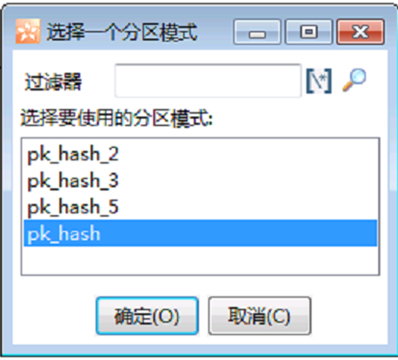 选择一个分区模式
过滤器
选择要使用的分区模式:
pk_hash_2
pk_hash_3
pk_hash_5
pk_hash
确定(O) 取消(C)